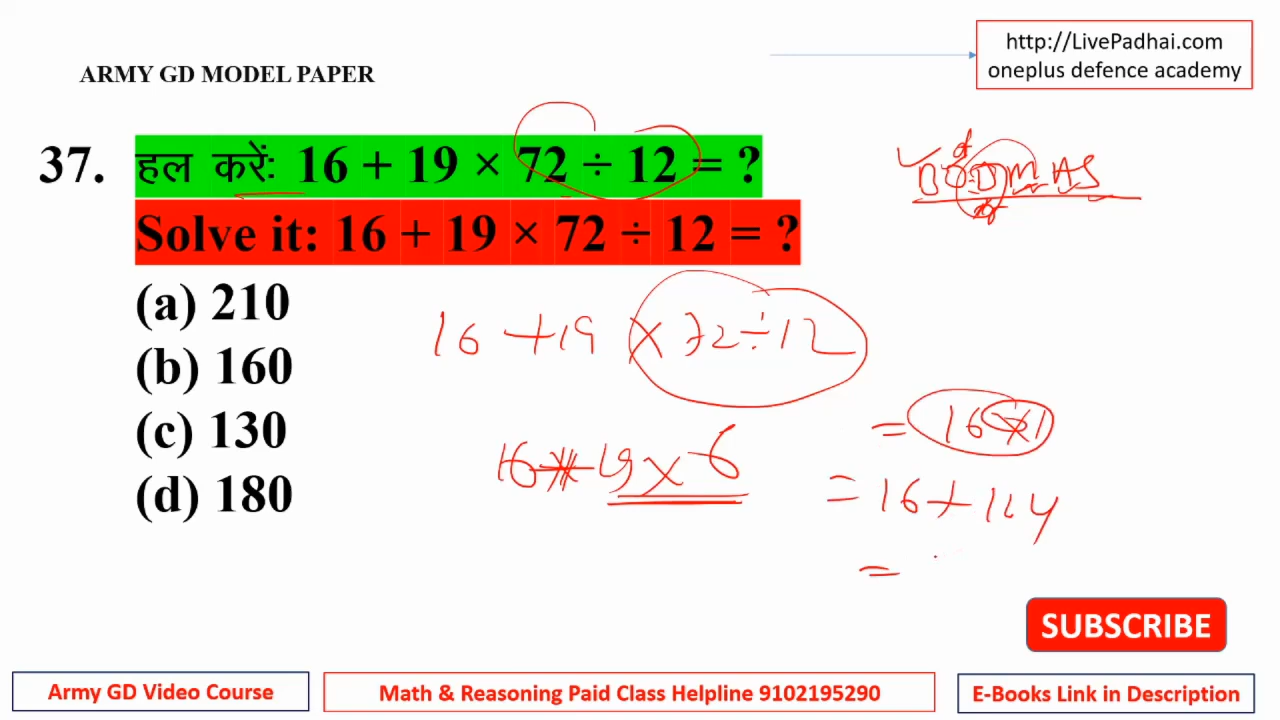 http://LivePadhai.com
oneplus defence academy
ARMY GD MODEL PAPER
37. हल करें: 16 + 19 × 72 ÷ 12 = ?
Solve it: 16 + 19 × 72 ÷ 12 = ?
(a) 210
(b) 160
(c) 130
(d) 180
BODMAS
of
16 + 19 × 72 ÷ 12
19 × 6
= 16
= 16 + 114
=
SUBSCRIBE
Army GD Video Course
Math & Reasoning Paid Class Helpline 9102195290
E-Books Link in Description